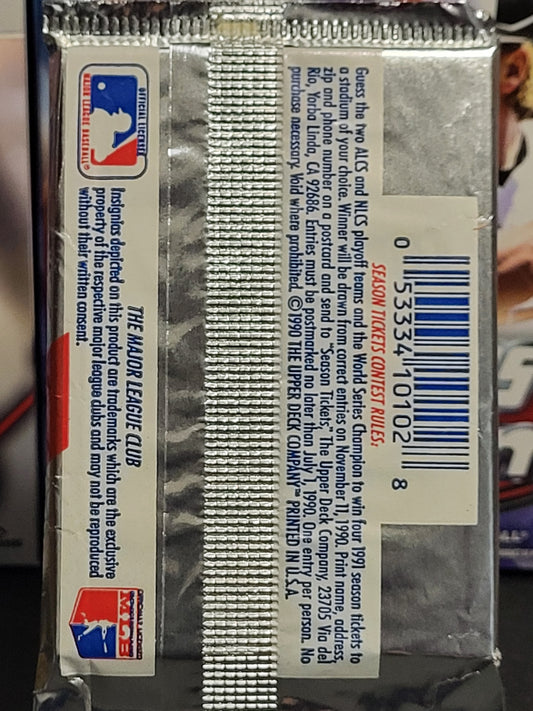 0 53334 10102 8
SEASON TICKETS CONTEST RULES:
Guess the two ALCS and NLCS playoff teams and the World Series Champion to win four 1991 season tickets to
a stadium of your choice. Winner will be drawn from correct entries on November 11, 1990. Print name, address,
zip and phone number on a postcard and send to "Season Tickets", The Upper Deck Company, 23705 Via del
Rio, Yorba Linda, CA 92686. Entries must be postmarked no later than July 1, 1990. One entry per person. No
purchase necessary. Void where prohibited. ©1990 THE UPPER DECK COMPANY™ PRINTED IN U.S.A.
OFFICIAL LICENSEE
MAJOR LEAGUE BASEBALL®
THE MAJOR LEAGUE CLUB
Insignias depicted on this product are trademarks which are the exclusive
property of the respective major league clubs and may not be reproduced
without their written consent.